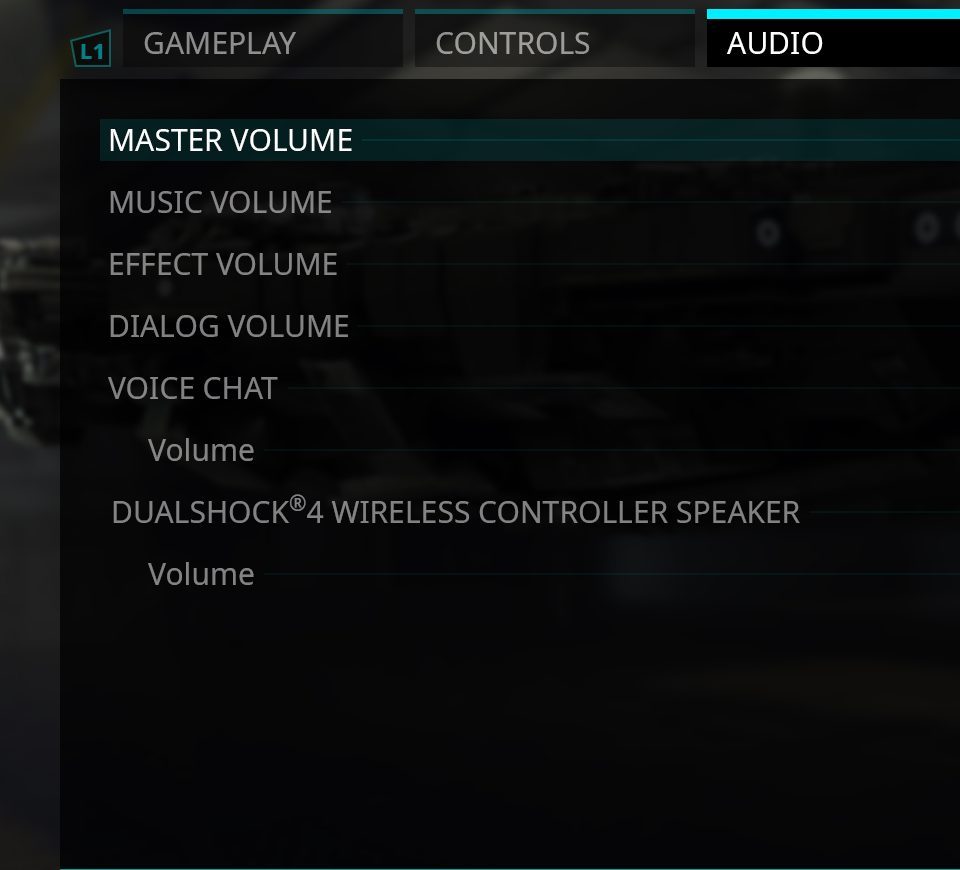 L1 GAMEPLAY CONTROLS AUDIO
MASTER VOLUME
MUSIC VOLUME
EFFECT VOLUME
DIALOG VOLUME
VOICE CHAT
Volume
DUALSHOCK®4 WIRELESS CONTROLLER SPEAKER
Volume